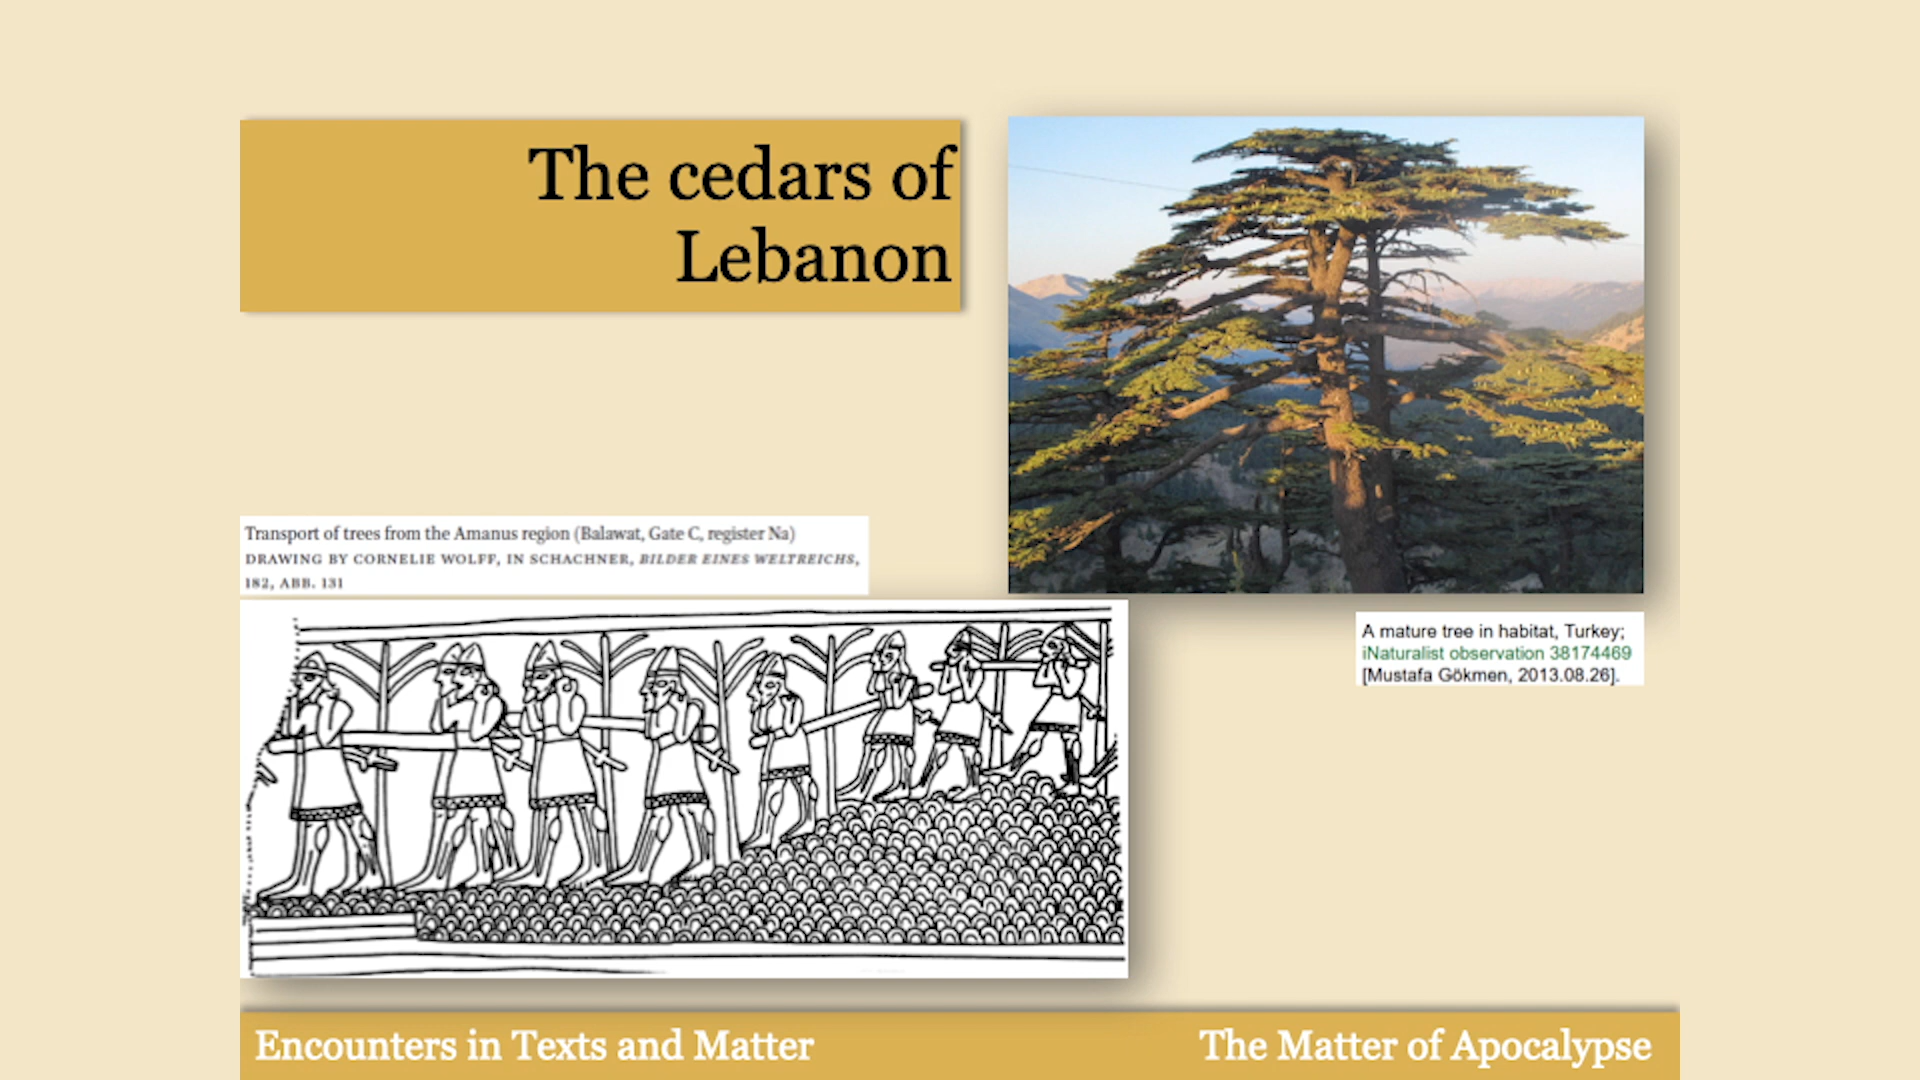 The cedars of
Lebanon
Transport of trees from the Amanus region (Balawat, Gate C, register Na)
DRAWING BY CORNELIE WOLFF, IN SCHACHNER, BILDER EINES WELTREICHS,
182, ABB. 131
A mature tree in habitat, Turkey;
iNaturalist observation 38174469
[Mustafa Gökmen, 2013.08.26].
Encounters in Texts and Matter
The Matter of Apocalypse